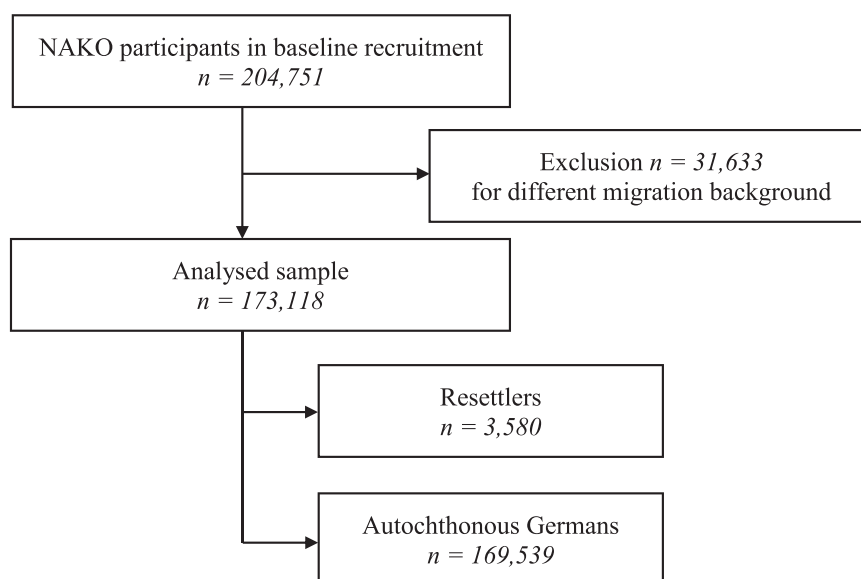 NAKO participants in baseline recruitment
n = 204,751
Exclusion n = 31,633
for different migration background
Analysed sample
n = 173,118
Resettlers
n = 3,580
Autochthonous Germans
n = 169,539